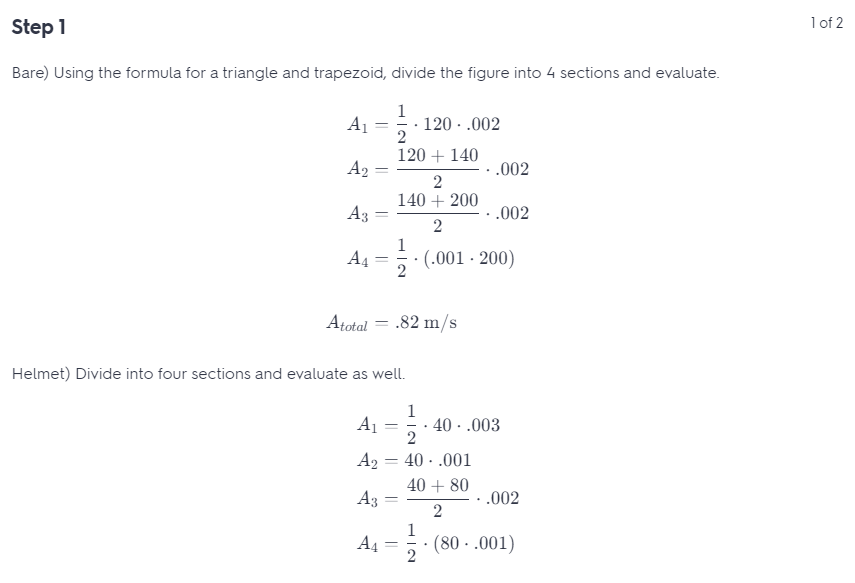 Step 1
1 of 2
Bare) Using the formula for a triangle and trapezoid, divide the figure into 4 sections and evaluate.
A₁ = 1/2 · 120 · .002
A₂ = (120 + 140)/2 · .002
A₃ = (140 + 200)/2 · .002
A₄ = 1/2 · (.001 · 200)
A_total = .82 m/s
Helmet) Divide into four sections and evaluate as well.
A₁ = 1/2 · 40 · .003
A₂ = 40 · .001
A₃ = (40 + 80)/2 · .002
A₄ = 1/2 · (80 · .001)